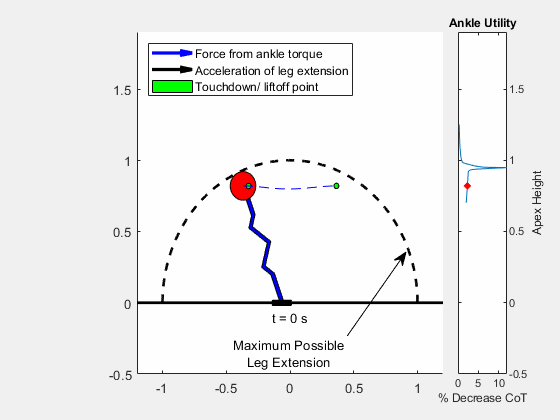 Ankle Utility
Force from ankle torque
Acceleration of leg extension
Touchdown/ liftoff point
1.5
1
0.5
0
-0.5
-1
-0.5
0
0.5
1
t = 0 s
Maximum Possible
Leg Extension
1.5
1
0.5
0
-0.5
Apex Height
0
5
10
% Decrease CoT